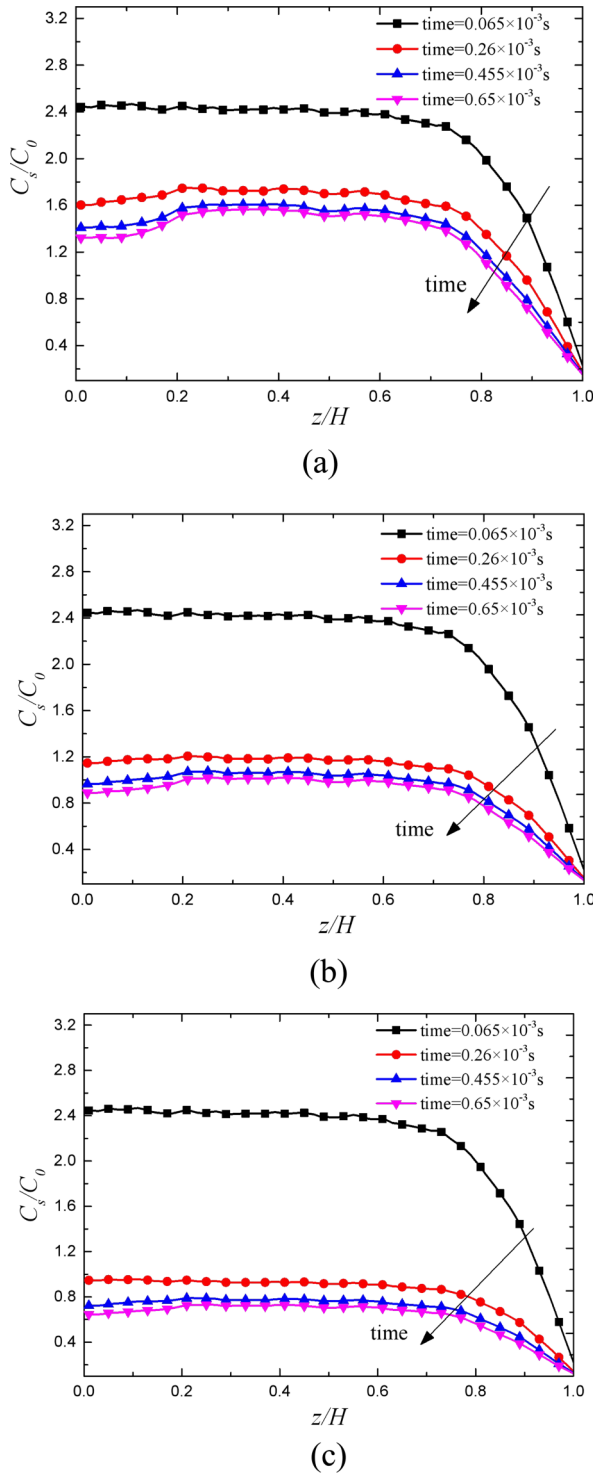 time=0.065×10⁻³s
time=0.26×10⁻³s
time=0.455×10⁻³s
time=0.65×10⁻³s
3.2
2.8
2.4
2.0
1.6
1.2
0.8
0.4
C_s/C_0
time
0.0 0.2 0.4 0.6 0.8 1.0
z/H
(a)
time=0.065×10⁻³s
time=0.26×10⁻³s
time=0.455×10⁻³s
time=0.65×10⁻³s
3.2
2.8
2.4
2.0
1.6
1.2
0.8
0.4
C_s/C_0
time
0.0 0.2 0.4 0.6 0.8 1.0
z/H
(b)
time=0.065×10⁻³s
time=0.26×10⁻³s
time=0.455×10⁻³s
time=0.65×10⁻³s
3.2
2.8
2.4
2.0
1.6
1.2
0.8
0.4
C_s/C_0
time
0.0 0.2 0.4 0.6 0.8 1.0
z/H
(c)